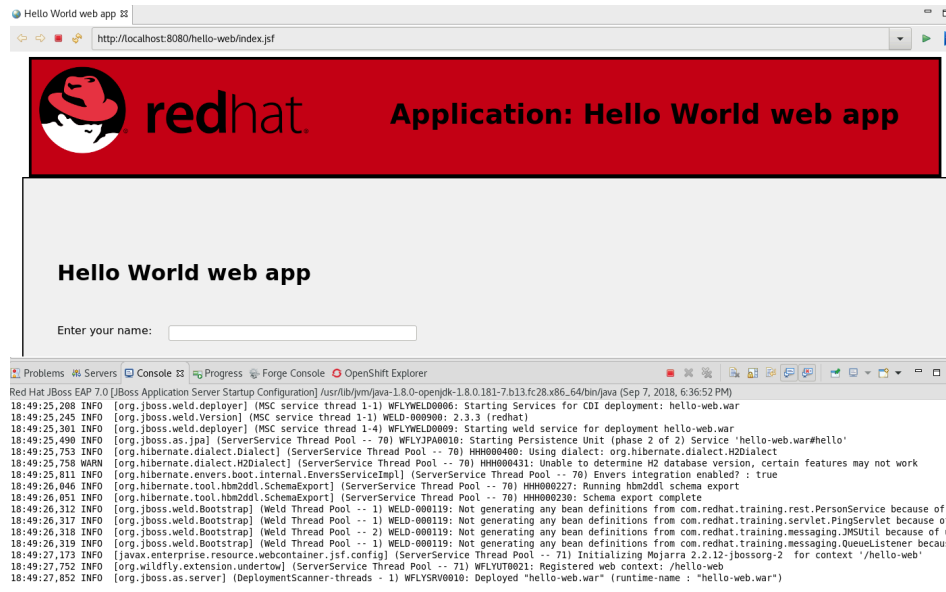 Hello World web app
http://localhost:8080/hello-web/index.jsf
redhat.
Application: Hello World web app
Hello World web app
Enter your name:
Problems Servers Console Progress Forge Console OpenShift Explorer
Red Hat JBoss EAP 7.0 [JBoss Application Server Startup Configuration] /usr/lib/jvm/java-1.8.0-openjdk-1.8.0.181-7.b13.fc28.x86_64/bin/java (Sep 7, 2018, 6:36:52 PM)
18:49:25,208 INFO [org.jboss.weld.deployer] (MSC service thread 1-1) WFLYWELD0006: Starting Services for CDI deployment: hello-web.war
18:49:25,245 INFO [org.jboss.weld.Version] (MSC service thread 1-1) WELD-000900: 2.3.3 (redhat)
18:49:25,301 INFO [org.jboss.weld.deployer] (MSC service thread 1-4) WFLYWELD0009: Starting weld service for deployment hello-web.war
18:49:25,490 INFO [org.jboss.as.jpa] (ServerService Thread Pool -- 70) WFLYJPA0010: Starting Persistence Unit (phase 2 of 2) Service 'hello-web.war#hello'
18:49:25,753 INFO [org.hibernate.dialect.Dialect] (ServerService Thread Pool -- 70) HHH000400: Using dialect: org.hibernate.dialect.H2Dialect
18:49:25,758 WARN [org.hibernate.dialect.H2Dialect] (ServerService Thread Pool -- 70) HHH000431: Unable to determine H2 database version, certain features may not work
18:49:25,811 INFO [org.hibernate.envers.boot.internal.EnversServiceImpl] (ServerService Thread Pool -- 70) Envers integration enabled? : true
18:49:26,046 INFO [org.hibernate.tool.hbm2ddl.SchemaExport] (ServerService Thread Pool -- 70) HHH000227: Running hbm2ddl schema export
18:49:26,051 INFO [org.hibernate.tool.hbm2ddl.SchemaExport] (ServerService Thread Pool -- 70) HHH000230: Schema export complete
18:49:26,312 INFO [org.jboss.weld.Bootstrap] (Weld Thread Pool -- 1) WELD-000119: Not generating any bean definitions from com.redhat.training.rest.PersonService because of
18:49:26,317 INFO [org.jboss.weld.Bootstrap] (Weld Thread Pool -- 1) WELD-000119: Not generating any bean definitions from com.redhat.training.servlet.PingServlet because o
18:49:26,318 INFO [org.jboss.weld.Bootstrap] (Weld Thread Pool -- 2) WELD-000119: Not generating any bean definitions from com.redhat.training.messaging.JMSUtil because of
18:49:26,319 INFO [org.jboss.weld.Bootstrap] (Weld Thread Pool -- 1) WELD-000119: Not generating any bean definitions from com.redhat.training.messaging.QueueListener becau
18:49:27,173 INFO [javax.enterprise.resource.webcontainer.jsf.config] (ServerService Thread Pool -- 71) Initializing Mojarra 2.2.12-jbossorg-2 for context '/hello-web'
18:49:27,752 INFO [org.wildfly.extension.undertow] (ServerService Thread Pool -- 71) WFLYUT0021: Registered web context: /hello-web
18:49:27,852 INFO [org.jboss.as.server] (DeploymentScanner-threads - 1) WFLYSRV0010: Deployed "hello-web.war" (runtime-name : "hello-web.war")